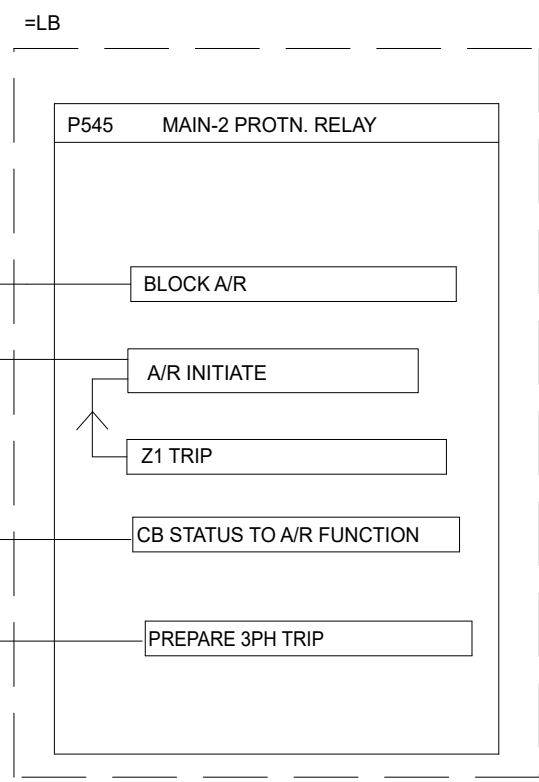 =LB
P545 MAIN-2 PROTN. RELAY
BLOCK A/R
A/R INITIATE
Z1 TRIP
CB STATUS TO A/R FUNCTION
PREPARE 3PH TRIP